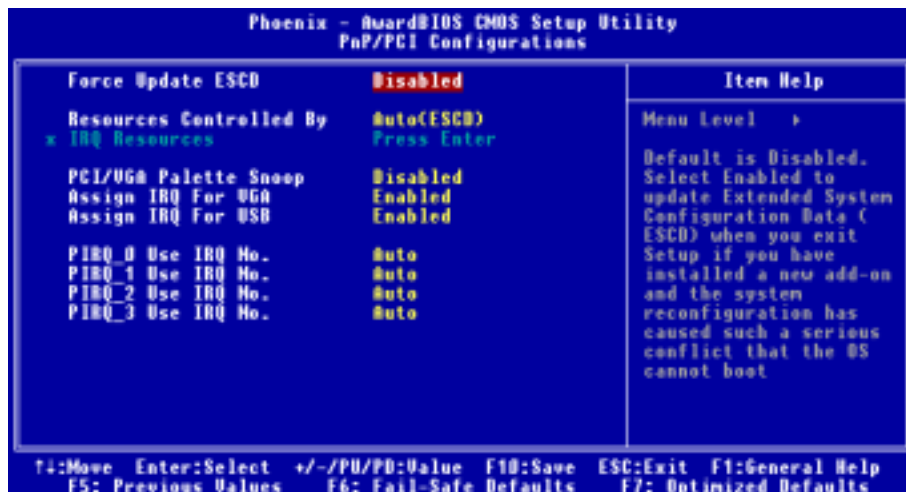 Phoenix - AwardBIOS CMOS Setup Utility
PnP/PCI Configurations
Force Update ESCD Disabled
Resources Controlled By Auto(ESCD)
x IRQ Resources Press Enter
PCI/VGA Palette Snoop Disabled
Assign IRQ For VGA Enabled
Assign IRQ For USB Enabled
PIRQ_0 Use IRQ No. Auto
PIRQ_1 Use IRQ No. Auto
PIRQ_2 Use IRQ No. Auto
PIRQ_3 Use IRQ No. Auto
Item Help
Menu Level ▸
Default is Disabled.
Select Enabled to
update Extended System
Configuration Data (
ESCD) when you exit
Setup if you have
installed a new add-on
and the system
reconfiguration has
caused such a serious
conflict that the OS
cannot boot
↑↓:Move Enter:Select +/-/PU/PD:Value F10:Save ESC:Exit F1:General Help
F5: Previous Values F6: Fail-Safe Defaults F7: Optimized Defaults